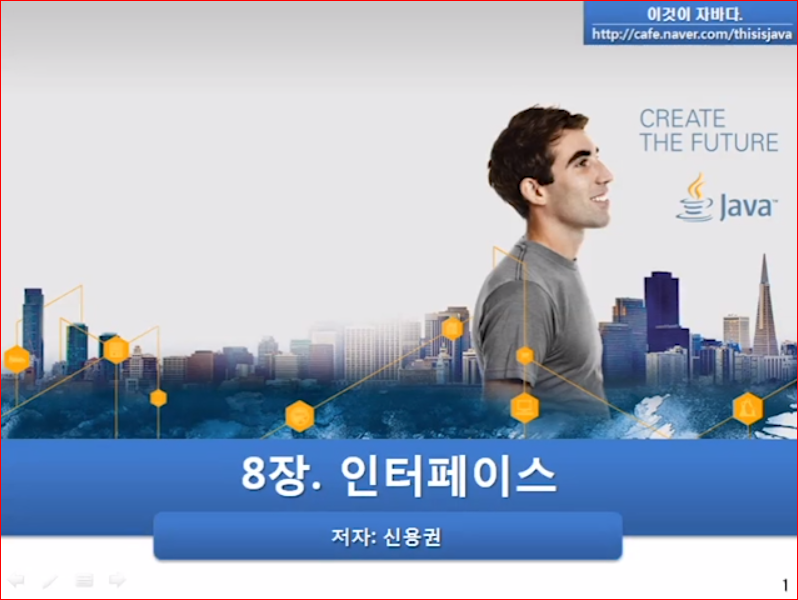 이것이 자바다.
http://cafe.naver.com/thisisjava
CREATE
THE FUTURE
Java™
8장. 인터페이스
저자: 신용권
1